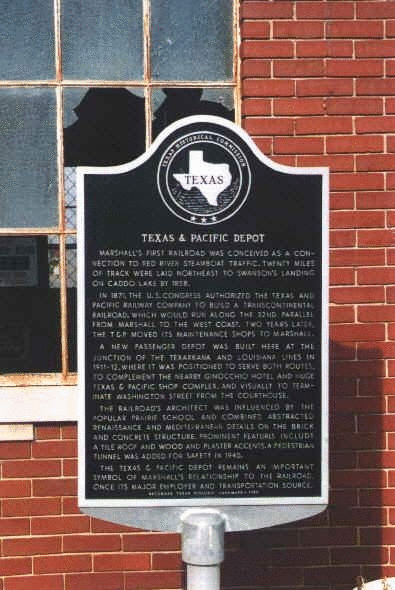 TEXAS HISTORICAL COMMISSION
TEXAS
TEXAS & PACIFIC DEPOT
MARSHALL'S FIRST RAILROAD WAS CONCEIVED AS A CON-
NECTION TO RED RIVER STEAMBOAT TRAFFIC. TWENTY MILES
OF TRACK WERE LAID NORTHEAST TO SWANSON'S LANDING
ON CADDO LAKE BY 1858.
IN 1871, THE U.S. CONGRESS AUTHORIZED THE TEXAS AND
PACIFIC RAILWAY COMPANY TO BUILD A TRANSCONTINENTAL
RAILROAD, WHICH WOULD RUN ALONG THE 32ND PARALLEL
FROM MARSHALL TO THE WEST COAST. TWO YEARS LATER,
THE T&P MOVED ITS MAINTENANCE SHOPS TO MARSHALL.
A NEW PASSENGER DEPOT WAS BUILT HERE AT THE
JUNCTION OF THE TEXARKANA AND LOUISIANA LINES IN
1911-12, WHERE IT WAS POSITIONED TO SERVE BOTH ROUTES,
TO COMPLEMENT THE NEARBY GINOCCHIO HOTEL AND HUGE
TEXAS & PACIFIC SHOP COMPLEX, AND VISUALLY TO TERM-
INATE WASHINGTON STREET FROM THE COURTHOUSE.
THE RAILROAD'S ARCHITECT WAS INFLUENCED BY THE
POPULAR PRAIRIE SCHOOL AND COMBINED ABSTRACTED
RENAISSANCE AND MEDITERRANEAN DETAILS ON THE BRICK
AND CONCRETE STRUCTURE. PROMINENT FEATURES INCLUDE
A TILE ROOF AND WOOD AND PLASTER ACCENTS. A PEDESTRIAN
TUNNEL WAS ADDED FOR SAFETY IN 1940.
THE TEXAS & PACIFIC DEPOT REMAINS AN IMPORTANT
SYMBOL OF MARSHALL'S RELATIONSHIP TO THE RAILROAD,
ONCE ITS MAJOR EMPLOYER AND TRANSPORTATION SOURCE.
RECORDED TEXAS HISTORIC LANDMARK